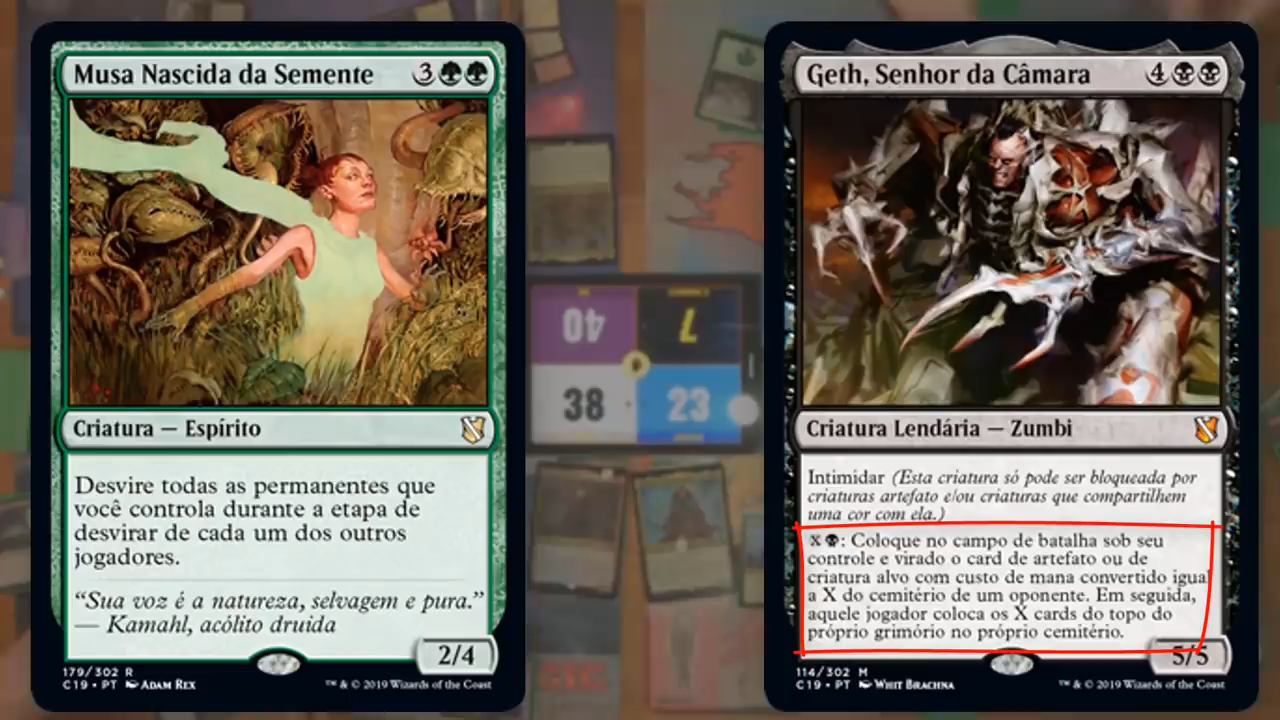 Musa Nascida da Semente 3
Criatura — Espírito
Desvire todas as permanentes que
você controla durante a etapa de
desvirar de cada um dos outros
jogadores.
“Sua voz é a natureza, selvagem e pura.”
— Kamahl, acólito druida
2/4
179/302 R
C19 • PT ADAM REX
™ & © 2019 Wizards of the Coast
40
7
38
23
Geth, Senhor da Câmara 4
Criatura Lendária — Zumbi
Intimidar (Esta criatura só pode ser bloqueada por
criaturas artefato e/ou criaturas que compartilhem
uma cor com ela.)
X : Coloque no campo de batalha sob seu
controle e virado o card de artefato ou de
criatura alvo com custo de mana convertido igual
a X do cemitério de um oponente. Em seguida,
aquele jogador coloca os X cards do topo do
próprio grimório no próprio cemitério.
5/5
114/302 M
C19 • PT WHIT BRACHNA
™ & © 2019 Wizards of the Coast